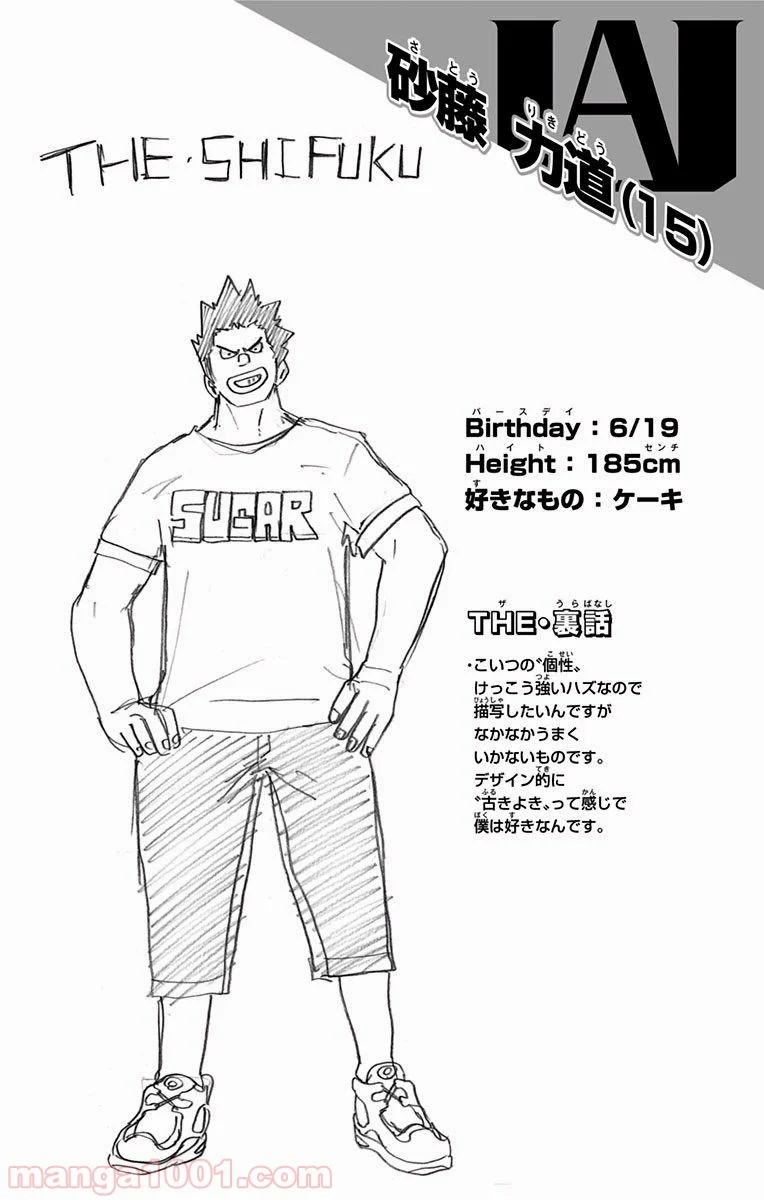 UA
砂藤 力道(15)
THE・SHIFUKU
Birthday：6/19
Height：185cm
好きなもの：ケーキ
SUGAR
THE・裏話
・こいつの〝個性〟
けっこう強いハズなので
描写したいんですが
なかなかうまく
いかないものです。
デザイン的に
〝古きよき〟って感じで
僕は好きなんです。
manga1001.com